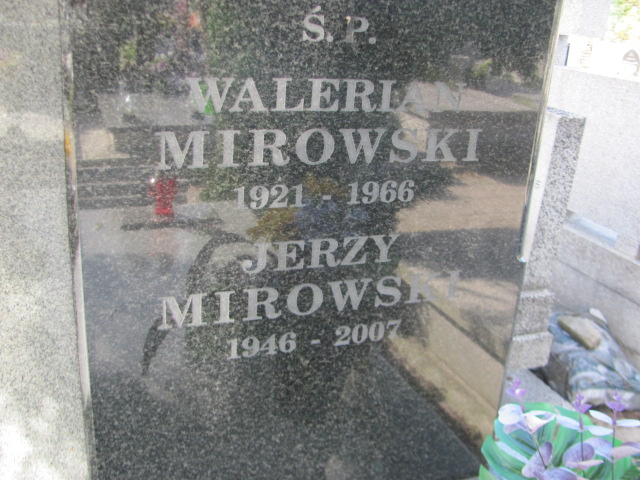 Ś.P.
WALERIAN
MIROWSKI
1921 - 1966
JERZY
MIROWSKI
1946 - 2007